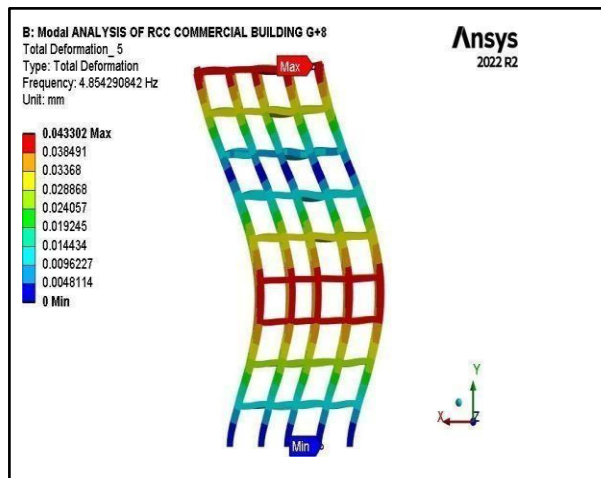 B: Modal ANALYSIS OF RCC COMMERCIAL BUILDING G+8
Total Deformation_ 5
Type: Total Deformation
Frequency: 4.854290842 Hz
Unit: mm
Ansys
2022 R2
0.043302 Max
0.038491
0.03368
0.028868
0.024057
0.019245
0.014434
0.0096227
0.0048114
0 Min
Max
Min
Y
X
Z